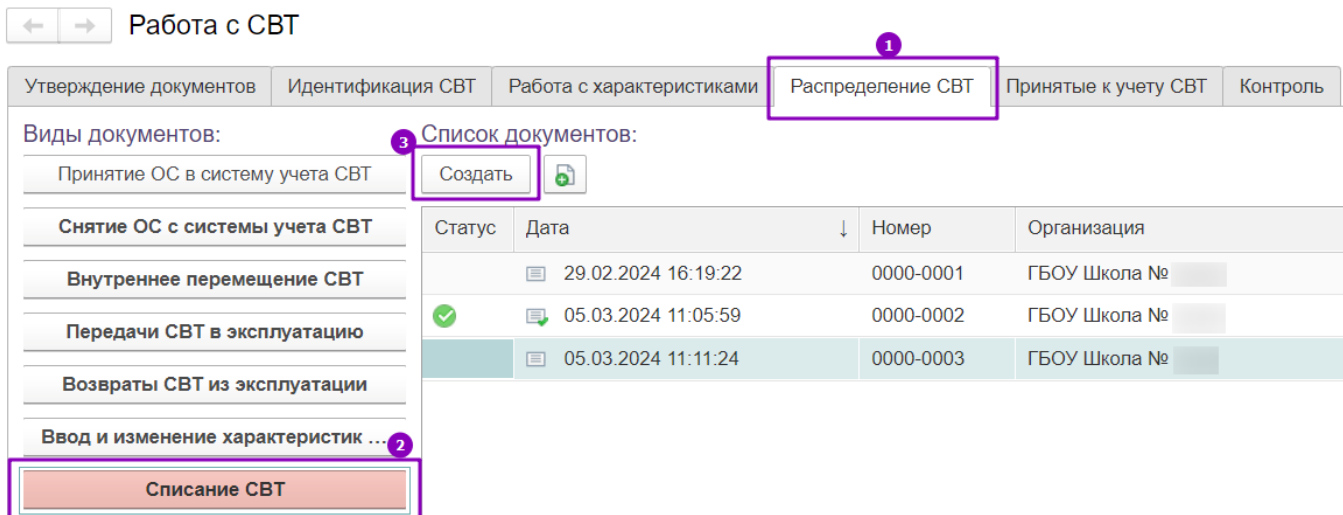 Работа с СВТ
1
Утверждение документов Идентификация СВТ Работа с характеристиками Распределение СВТ Принятые к учету СВТ Контроль
Виды документов:
3 Список документов:
Принятие ОС в систему учета СВТ
Создать
Снятие ОС с системы учета СВТ
Статус Дата ↓ Номер Организация
Внутреннее перемещение СВТ
29.02.2024 16:19:22 0000-0001 ГБОУ Школа №
Передачи СВТ в эксплуатацию
05.03.2024 11:05:59 0000-0002 ГБОУ Школа №
Возвраты СВТ из эксплуатации
05.03.2024 11:11:24 0000-0003 ГБОУ Школа №
Ввод и изменение характеристик ...
2
Списание СВТ